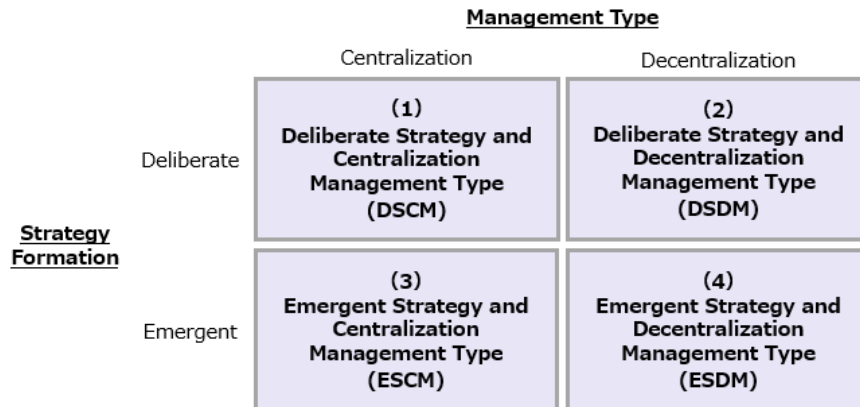 Management Type
Centralization
Decentralization
Deliberate
(1)
Deliberate Strategy and
Centralization
Management Type
(DSCM)
(2)
Deliberate Strategy and
Decentralization
Management Type
(DSDM)
Strategy
Formation
Emergent
(3)
Emergent Strategy and
Centralization
Management Type
(ESCM)
(4)
Emergent Strategy and
Decentralization
Management Type
(ESDM)